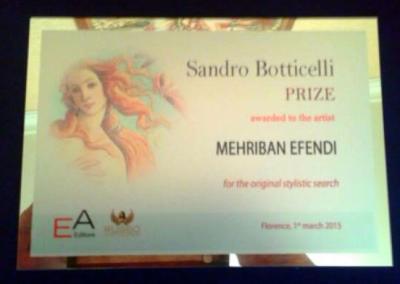 Sandro Botticelli
PRIZE
awarded to the artist
MEHRIBAN EFENDI
for the original stylistic search
Florence, 1st march 2015
EA
Editore